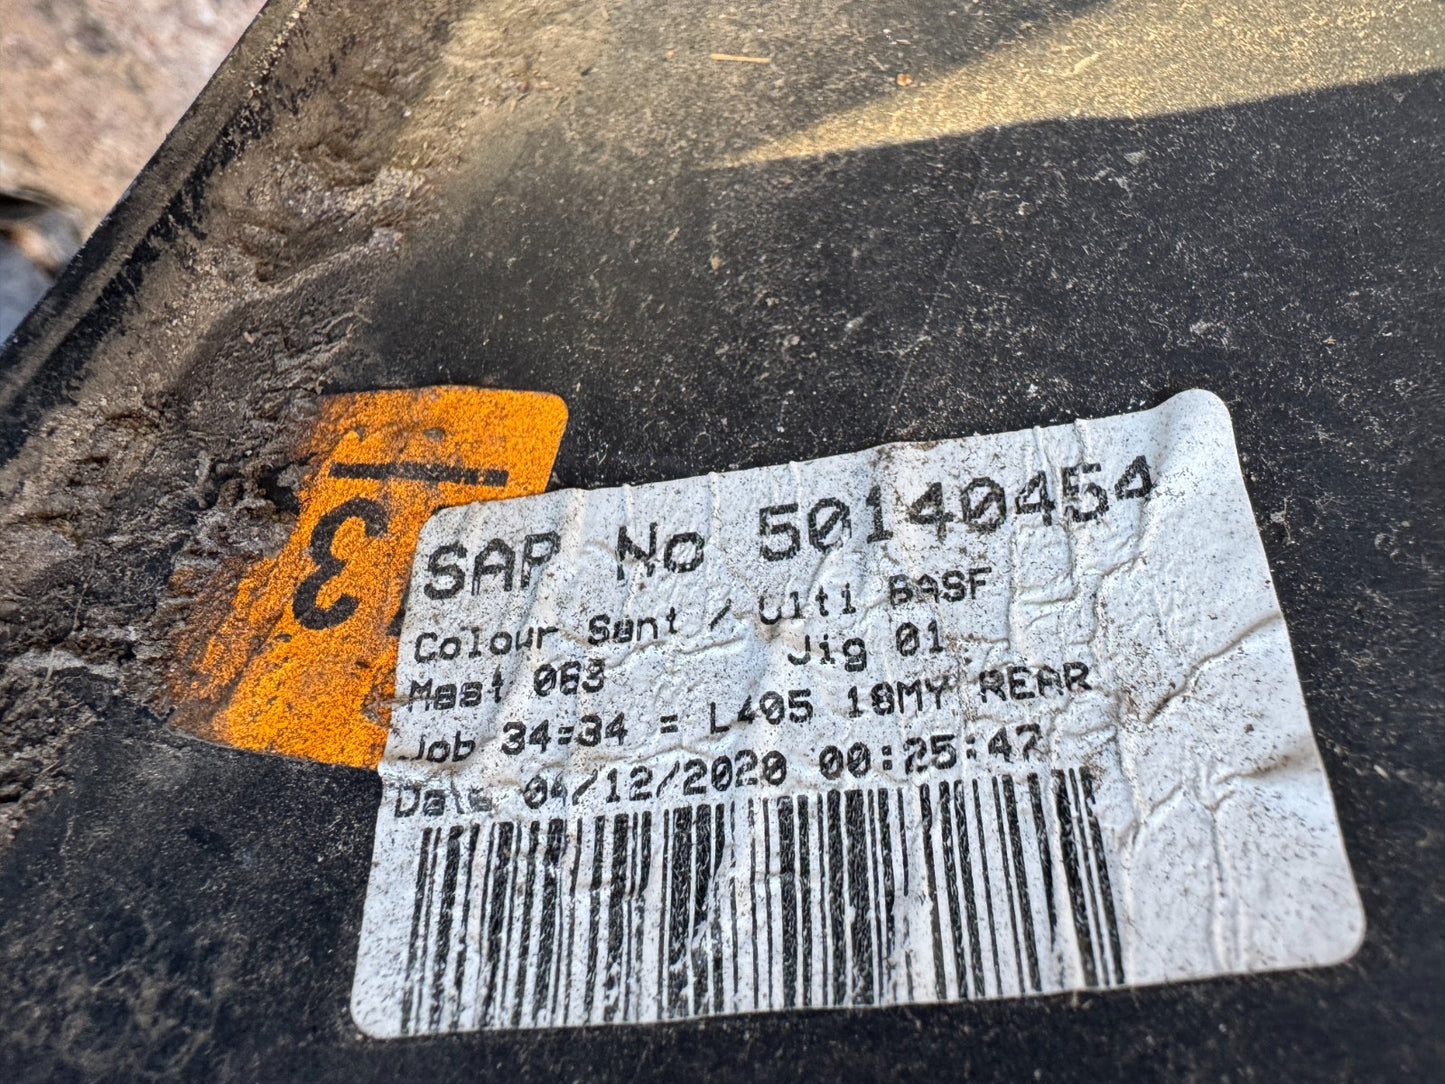 3
SAP No 50140454
Colour Sant / Ulti BASF
Mast 063 Jig 01
Job 34=34 = L405 18MY REAR
Date 04/12/2020 00:25:47